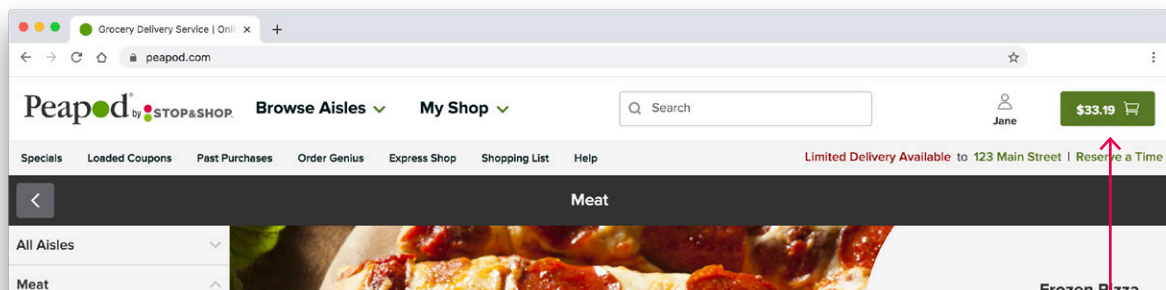 Grocery Delivery Service | Onli
peapod.com
Peapod by STOP&SHOP. Browse Aisles My Shop Search Jane $33.19
Specials Loaded Coupons Past Purchases Order Genius Express Shop Shopping List Help Limited Delivery Available to 123 Main Street | Reserve a Time
Meat
All Aisles
Meat
Frozen Pizza